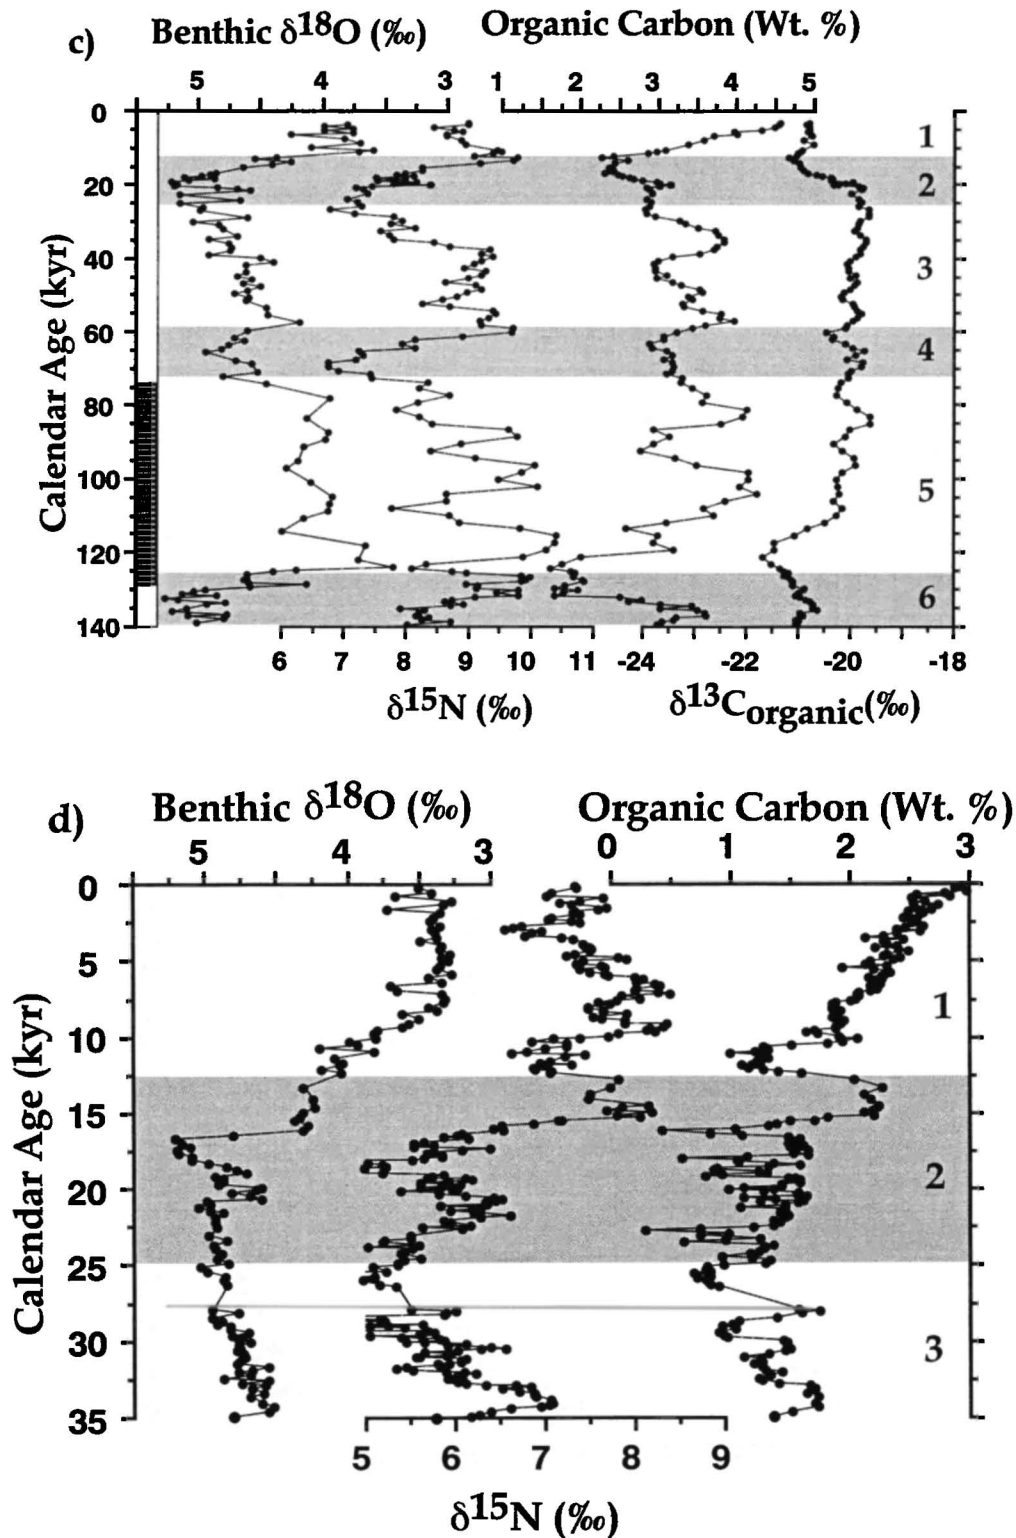 c) Benthic δ18O (‰) Organic Carbon (Wt. %)
5 4 3 1 2 3 4 5
0
20
40
60
80
100
120
140
Calendar Age (kyr)
1
2
3
4
5
6
6 7 8 9 10 11 -24 -22 -20 -18
δ15N (‰) δ13Corganic(‰)
d) Benthic δ18O (‰) Organic Carbon (Wt. %)
5 4 3 0 1 2 3
0
5
10
15
20
25
30
35
Calendar Age (kyr)
1
2
3
5 6 7 8 9
δ15N (‰)